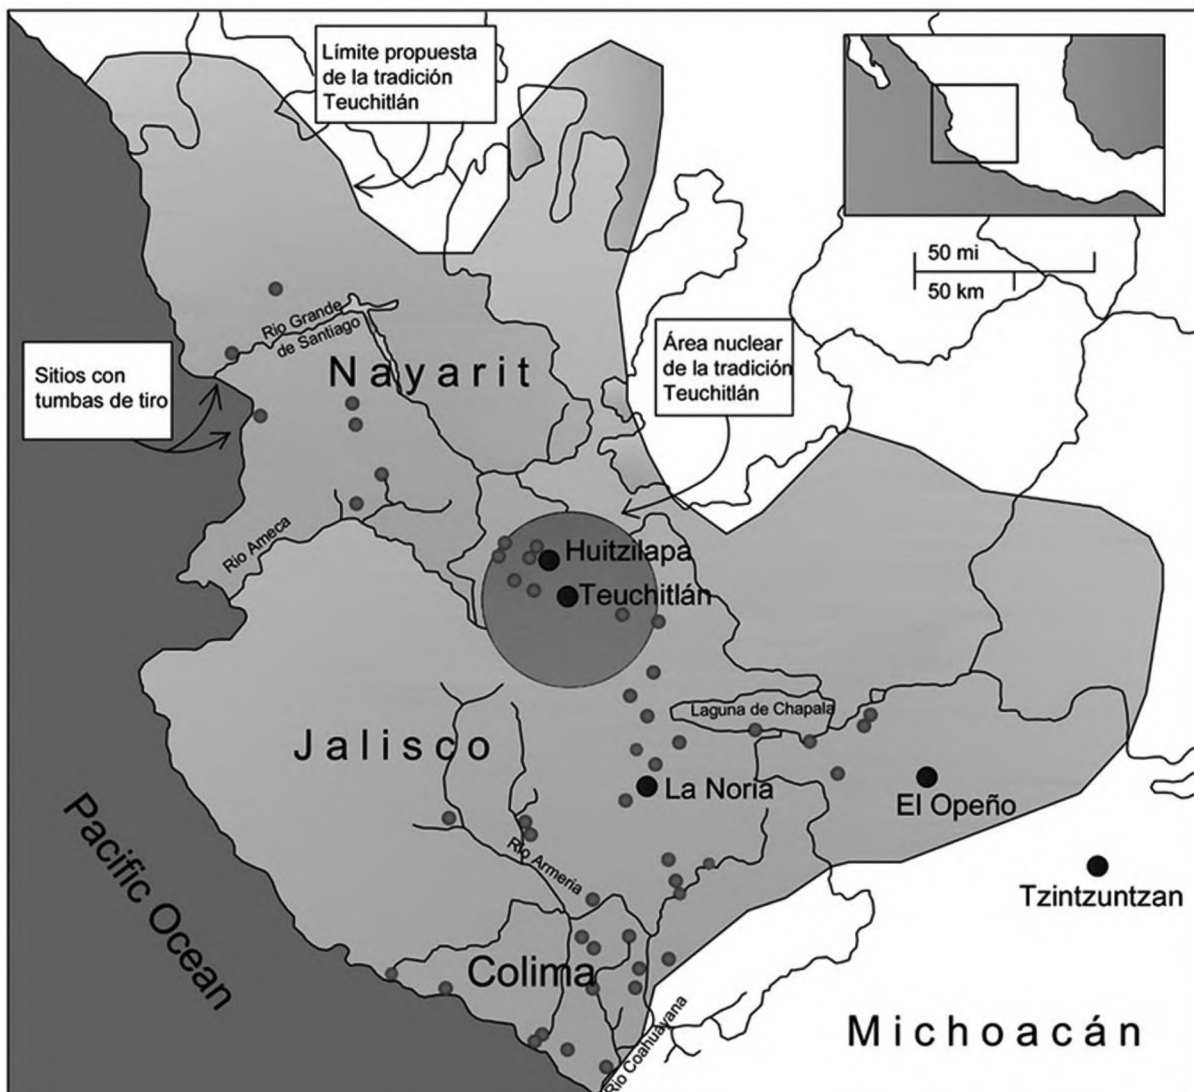 Límite propuesta
de la tradición
Teuchitlán
50 mi
50 km
Rio Grande
de Santiago
Nayarit
Sitios con
tumbas de tiro
Área nuclear
de la tradición
Teuchitlán
Rio Ameca
Huitzilapa
Teuchitlán
Laguna de Chapala
Jalisco
La Noria
El Opeño
Pacific Ocean
Rio Armeria
Tzintzuntzan
Colima
Rio Coahuayana
Michoacán